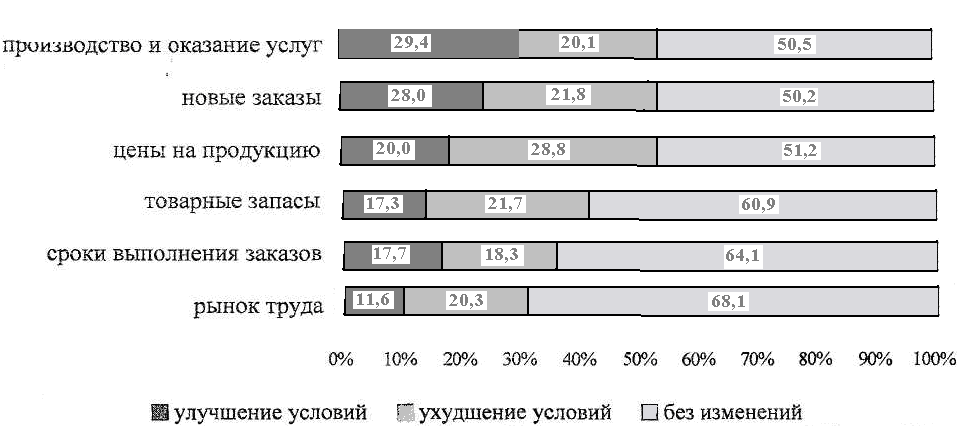 производство и оказание услуг 29,4 20,1 50,5
новые заказы 28,0 21,8 50,2
цены на продукцию 20,0 28,8 51,2
товарные запасы 17,3 21,7 60,9
сроки выполнения заказов 17,7 18,3 64,1
рынок труда 11,6 20,3 68,1
0% 10% 20% 30% 40% 50% 60% 70% 80% 90% 100%
улучшение условий ухудшение условий без изменений